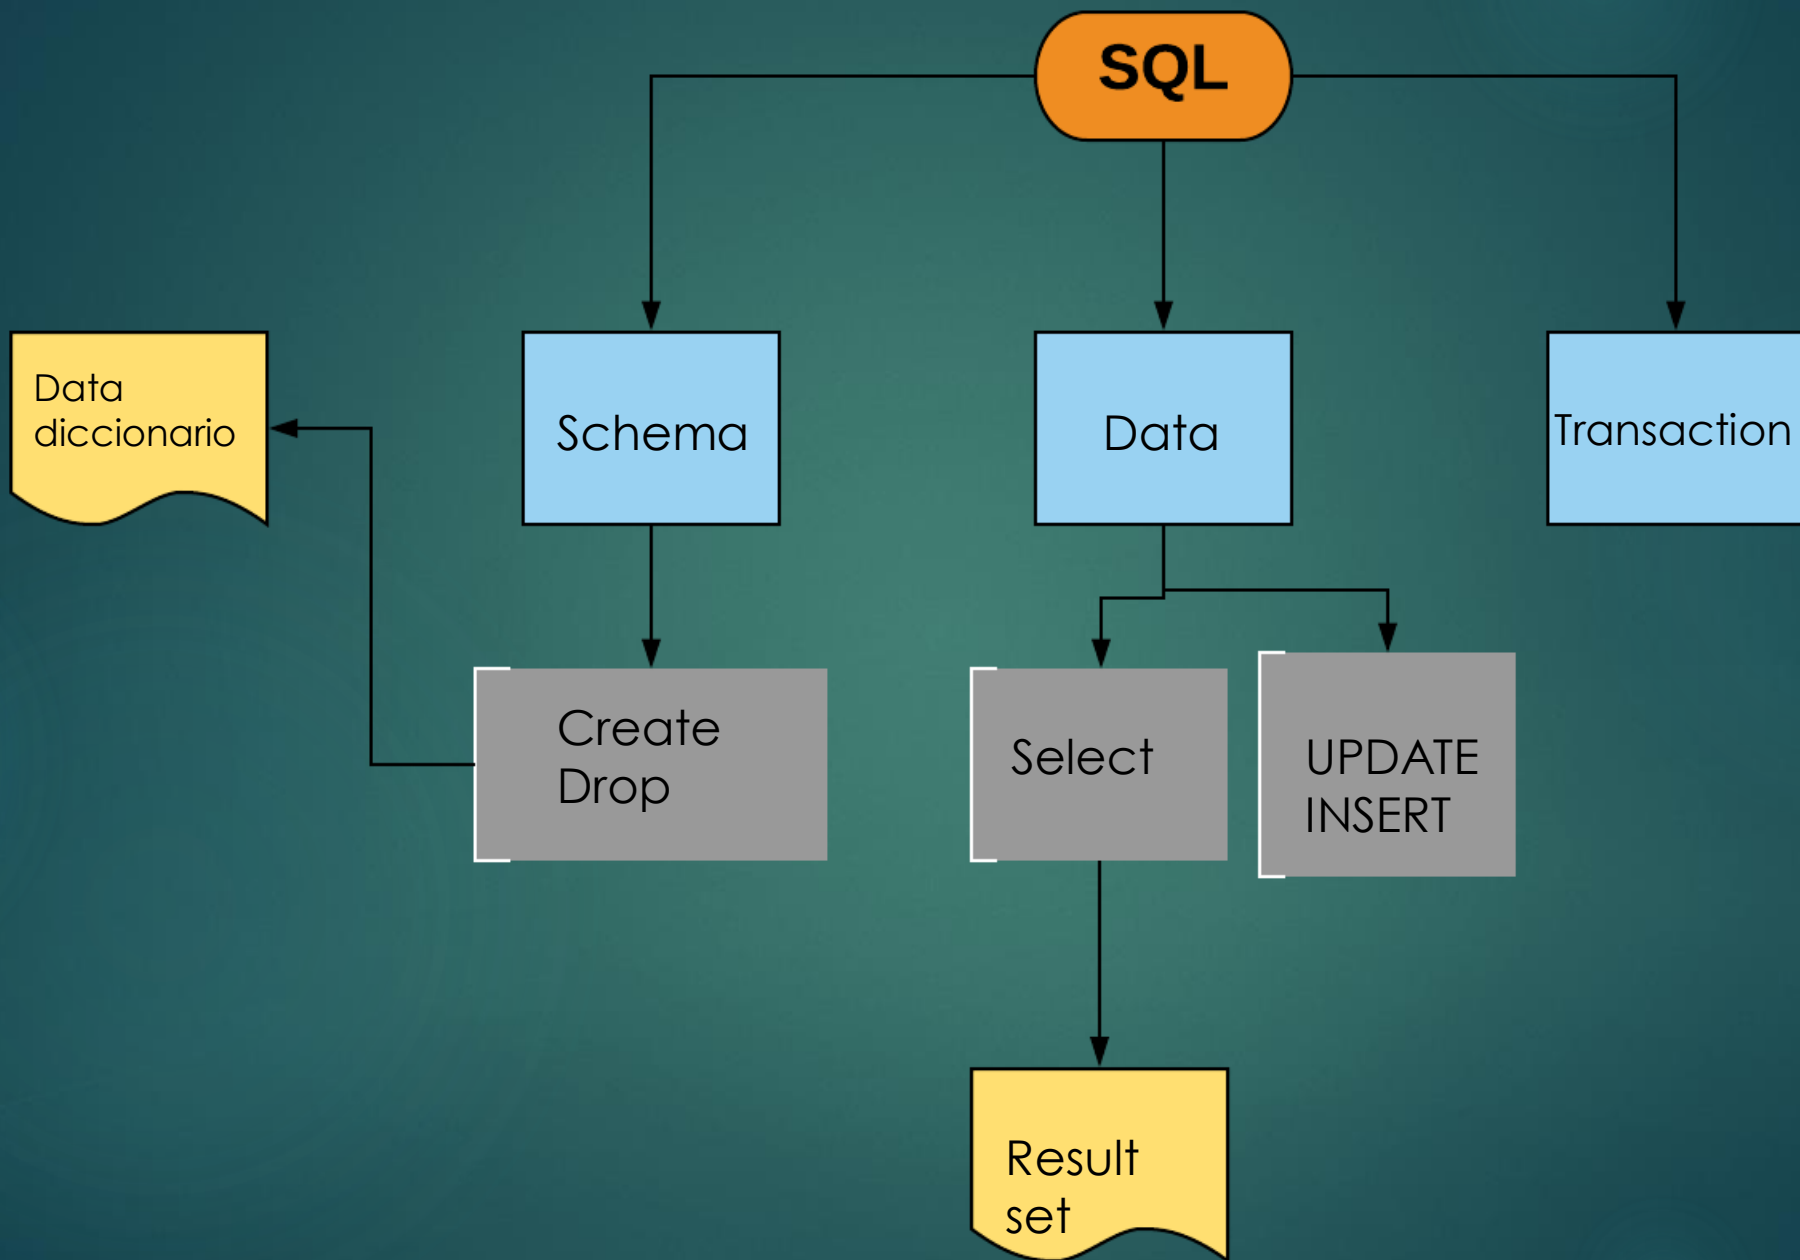 SQL
Data
diccionario
Schema
Data
Transaction
Create
Drop
Select
UPDATE
INSERT
Result
set